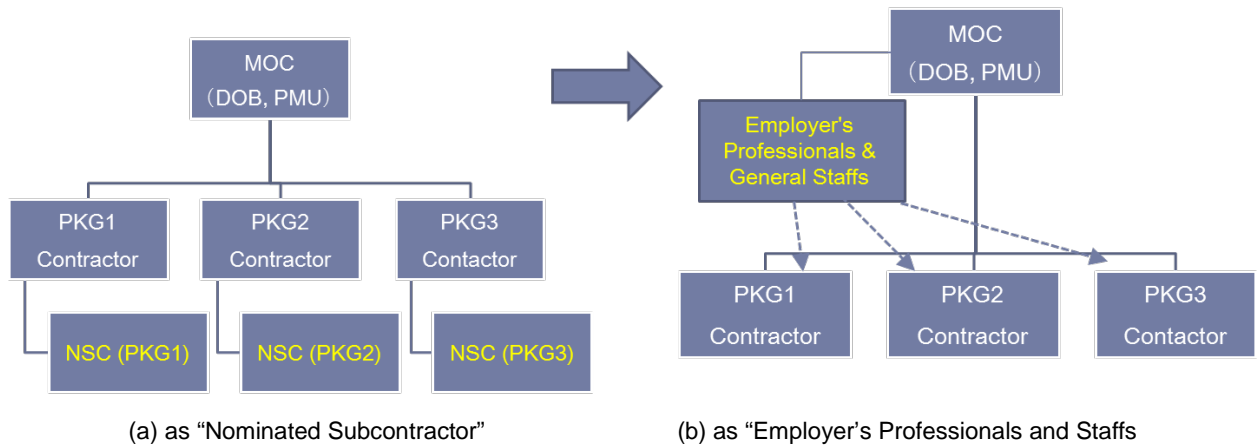 MOC
（DOB, PMU）
PKG1
Contractor
PKG2
Contractor
PKG3
Contactor
NSC (PKG1)
NSC (PKG2)
NSC (PKG3)
(a) as “Nominated Subcontractor”
MOC
（DOB, PMU）
Employer's
Professionals &
General Staffs
PKG1
Contractor
PKG2
Contractor
PKG3
Contactor
(b) as “Employer’s Professionals and Staffs